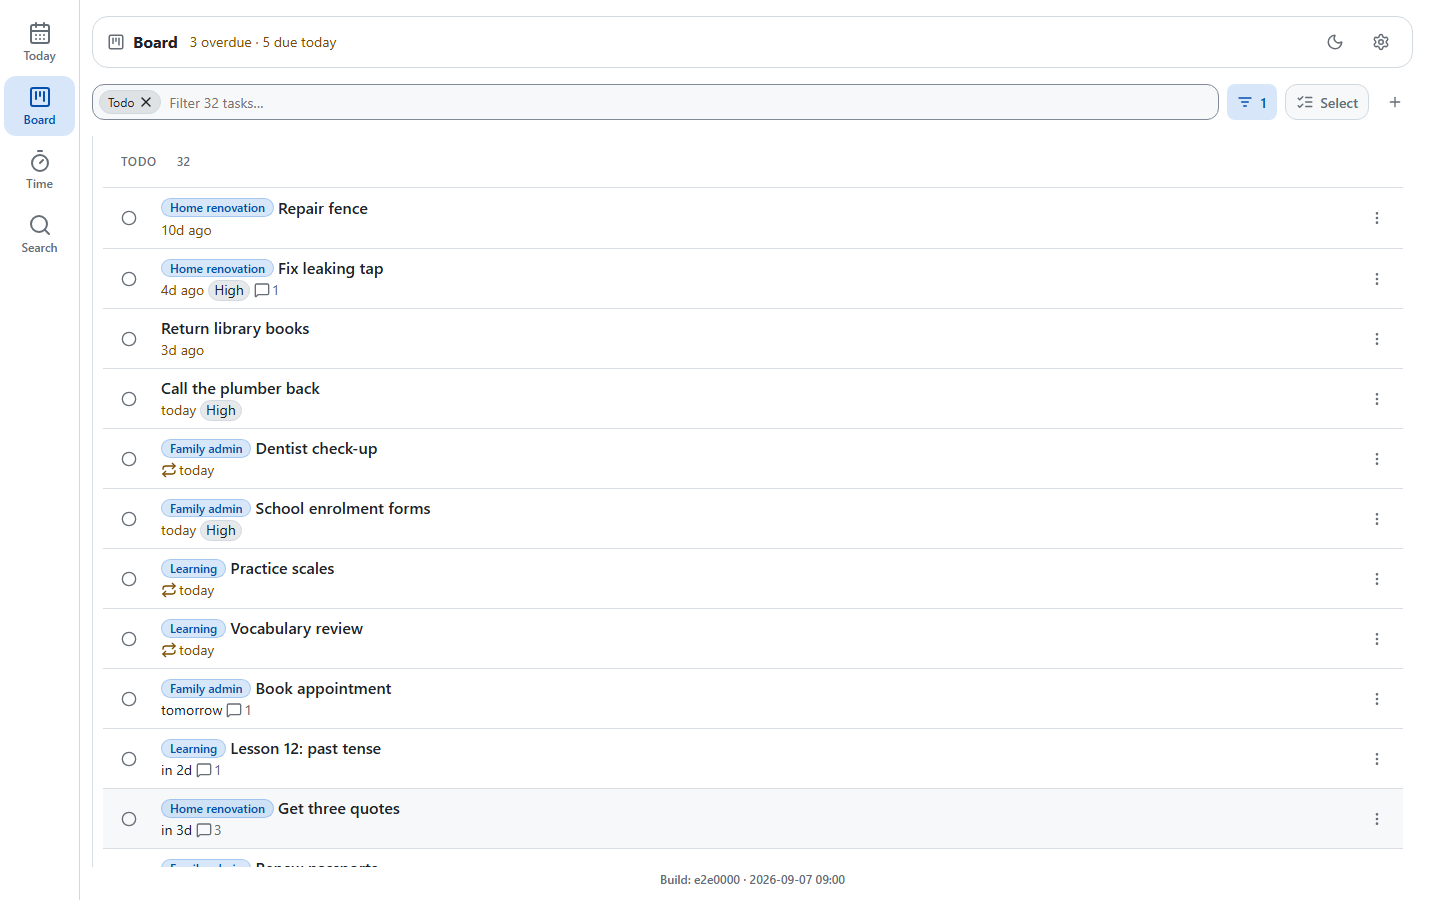 Today
Board
Time
Search
Board 3 overdue · 5 due today
Todo Filter 32 tasks...
1
Select
TODO 32
Home renovation Repair fence
10d ago
Home renovation Fix leaking tap
4d ago High 1
Return library books
3d ago
Call the plumber back
today High
Family admin Dentist check-up
today
Family admin School enrolment forms
today High
Learning Practice scales
today
Learning Vocabulary review
today
Family admin Book appointment
tomorrow 1
Learning Lesson 12: past tense
in 2d 1
Home renovation Get three quotes
in 3d 3
Family admin Renew passports
Build: e2e0000 · 2026-09-07 09:00